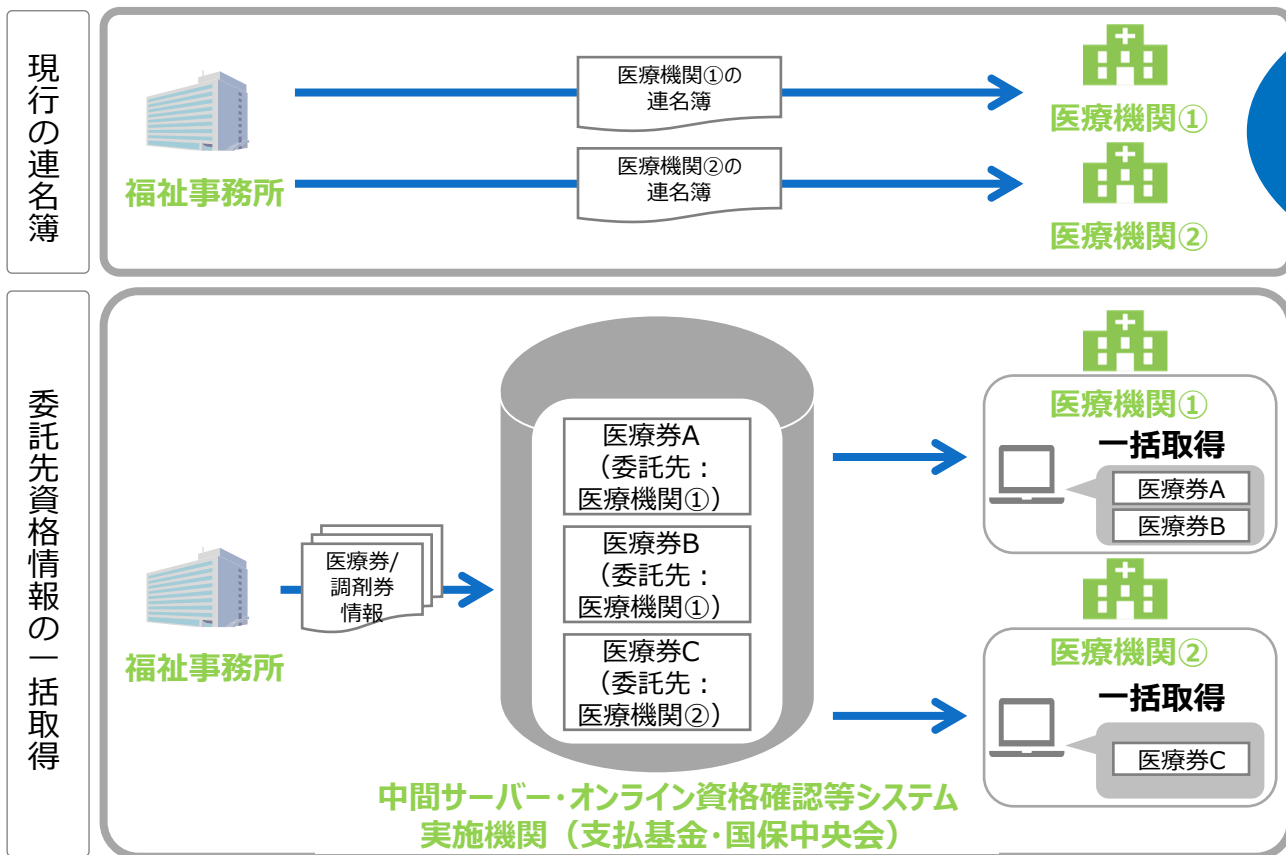 現行の連名簿
福祉事務所
医療機関①の
連名簿
医療機関②の
連名簿
医療機関①
医療機関②
委託先資格情報の一括取得
福祉事務所
医療券/
調剤券
情報
医療券A
（委託先：
医療機関①）
医療券B
（委託先：
医療機関①）
医療券C
（委託先：
医療機関②）
中間サーバー・オンライン資格確認等システム
実施機関（支払基金・国保中央会）
医療機関①
一括取得
医療券A
医療券B
医療機関②
一括取得
医療券C